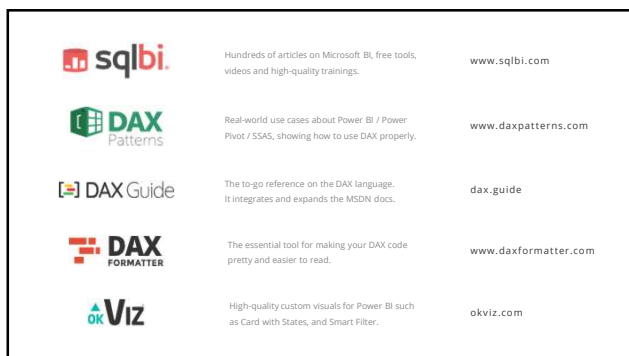 sqlbi.
Hundreds of articles on Microsoft BI, free tools,
videos and high-quality trainings.
www.sqlbi.com
DAX
Patterns
Real-world use cases about Power BI / Power
Pivot / SSAS, showing how to use DAX properly.
www.daxpatterns.com
DAX Guide
The to-go reference on the DAX language.
It integrates and expands the MSDN docs.
dax.guide
DAX
FORMATTER
The essential tool for making your DAX code
pretty and easier to read.
www.daxformatter.com
OK VIZ
High-quality custom visuals for Power BI such
as Card with States, and Smart Filter.
okviz.com